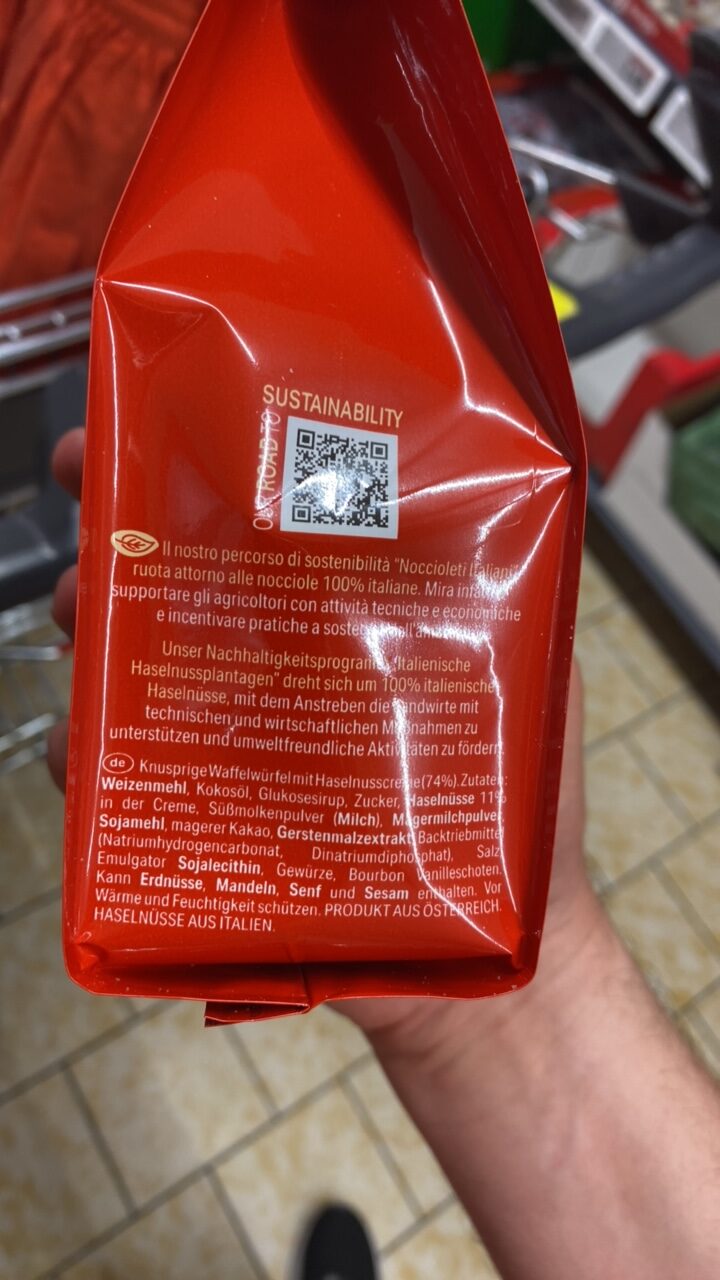 SUSTAINABILITY
ROAD TO
Il nostro percorso di sostenibilità "Noccioleti Italiani"
ruota attorno alle nocciole 100% italiane. Mira
supportare gli agricoltori con attività tecniche e economiche
e incentivare pratiche a
Unser Nachhaltigkeitsprogramm "Italienische
Haselnussplantagen" dreht sich um 100% italienische
Haselnüsse, mit dem Anstreben die Landwirte mit
technischen und wirtschaftlichen Maßnahmen zu
unterstützen und umweltfreundliche Aktivitäten zu fördern.
de Knusprige Waffelwürfel mit Haselnusscreme (74%). Zutaten:
Weizenmehl, Kokosöl, Glukosesirup, Zucker, Haselnüsse 11%
in der Creme, Süßmolkenpulver (Milch), Magermilchpulver,
Sojamehl, magerer Kakao, Gerstenmalzextrakt, Backtriebmittel
(Natriumhydrogencarbonat, Dinatriumdiphosphat), Salz,
Emulgator Sojalecithin, Gewürze, Bourbon Vanilleschoten.
Kann Erdnüsse, Mandeln, Senf und Sesam enthalten. Vor
Wärme und Feuchtigkeit schützen. PRODUKT AUS ÖSTERREICH.
HASELNÜSSE AUS ITALIEN.